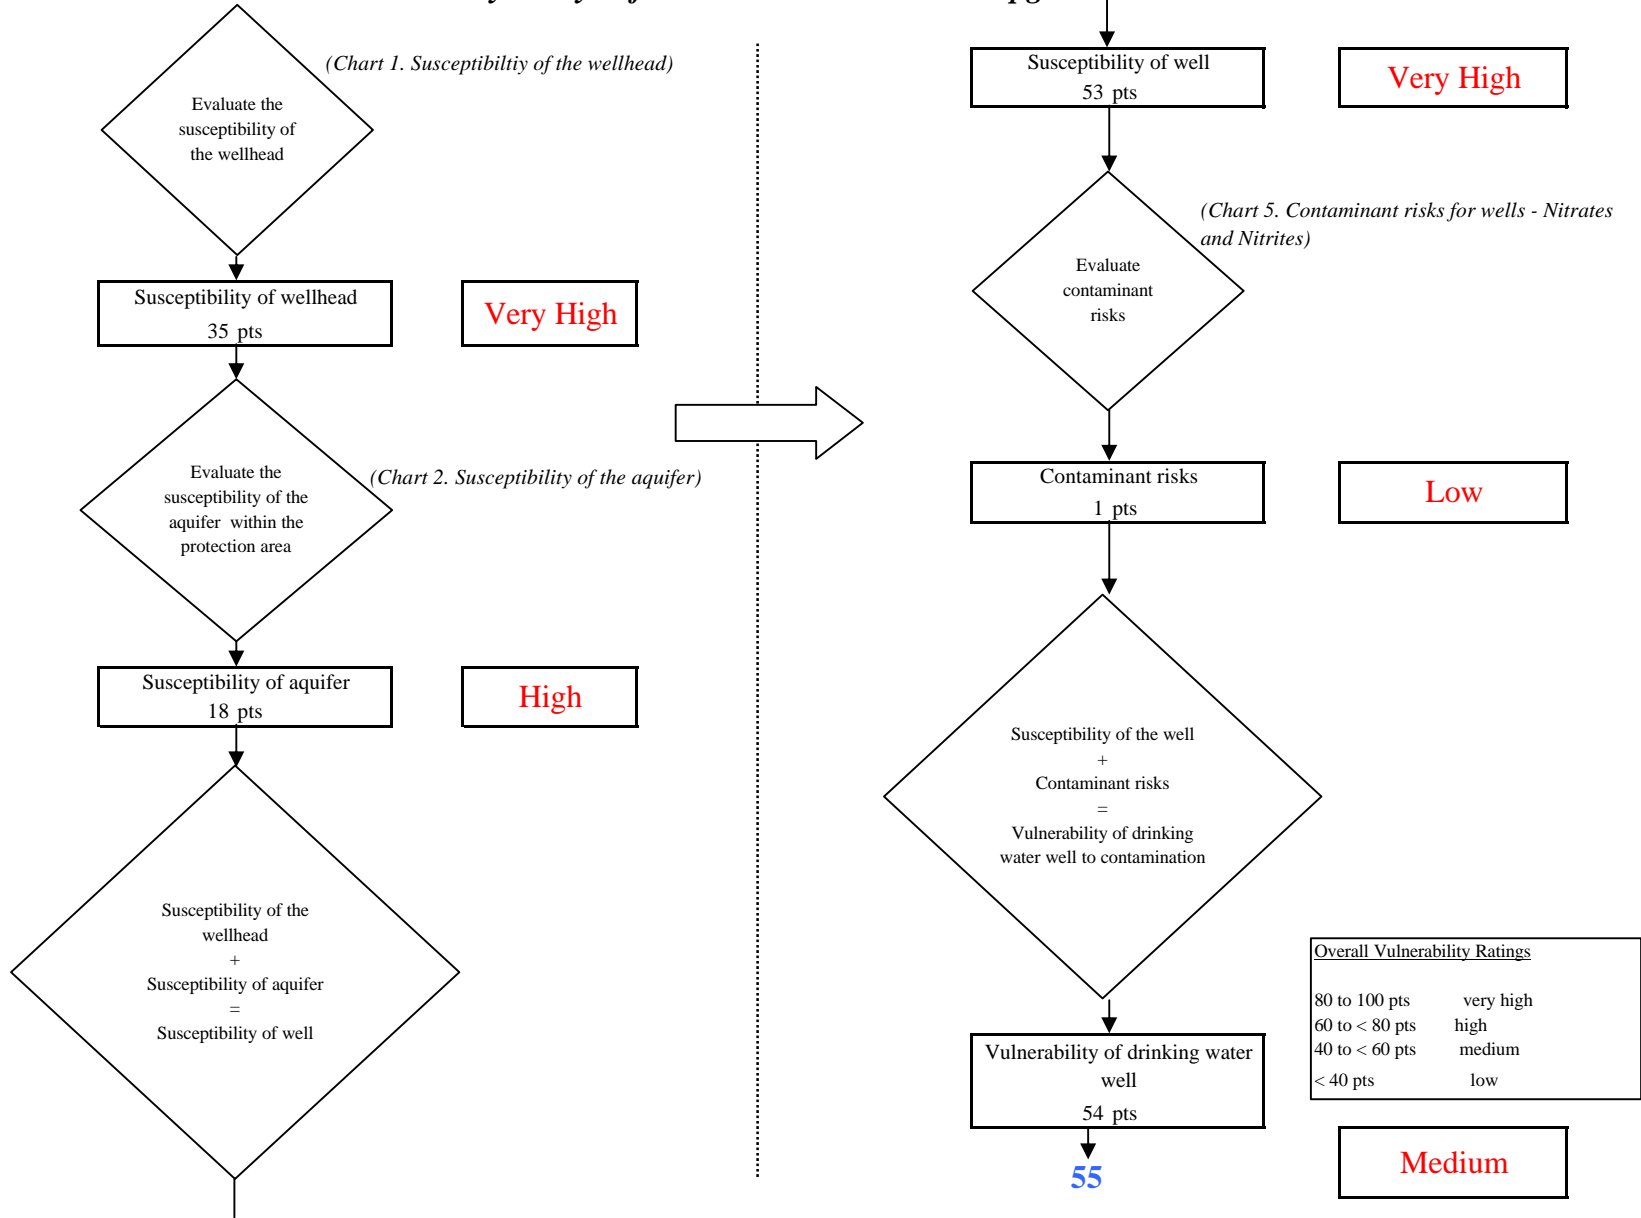 (Chart 1. Susceptibiltiy of the wellhead)
Evaluate the
susceptibility of
the wellhead
Susceptibility of wellhead
35 pts
Very High
Evaluate the
susceptibility of the
aquifer within the
protection area
(Chart 2. Susceptibility of the aquifer)
Susceptibility of aquifer
18 pts
High
Susceptibility of the
wellhead
+
Susceptibility of aquifer
=
Susceptibility of well
Susceptibility of well
53 pts
Very High
(Chart 5. Contaminant risks for wells - Nitrates
and Nitrites)
Evaluate
contaminant
risks
Contaminant risks
1 pts
Low
Susceptibility of the well
+
Contaminant risks
=
Vulnerability of drinking
water well to contamination
Overall Vulnerability Ratings
80 to 100 pts very high
60 to < 80 pts high
40 to < 60 pts medium
< 40 pts low
Vulnerability of drinking water
well
54 pts
55
Medium